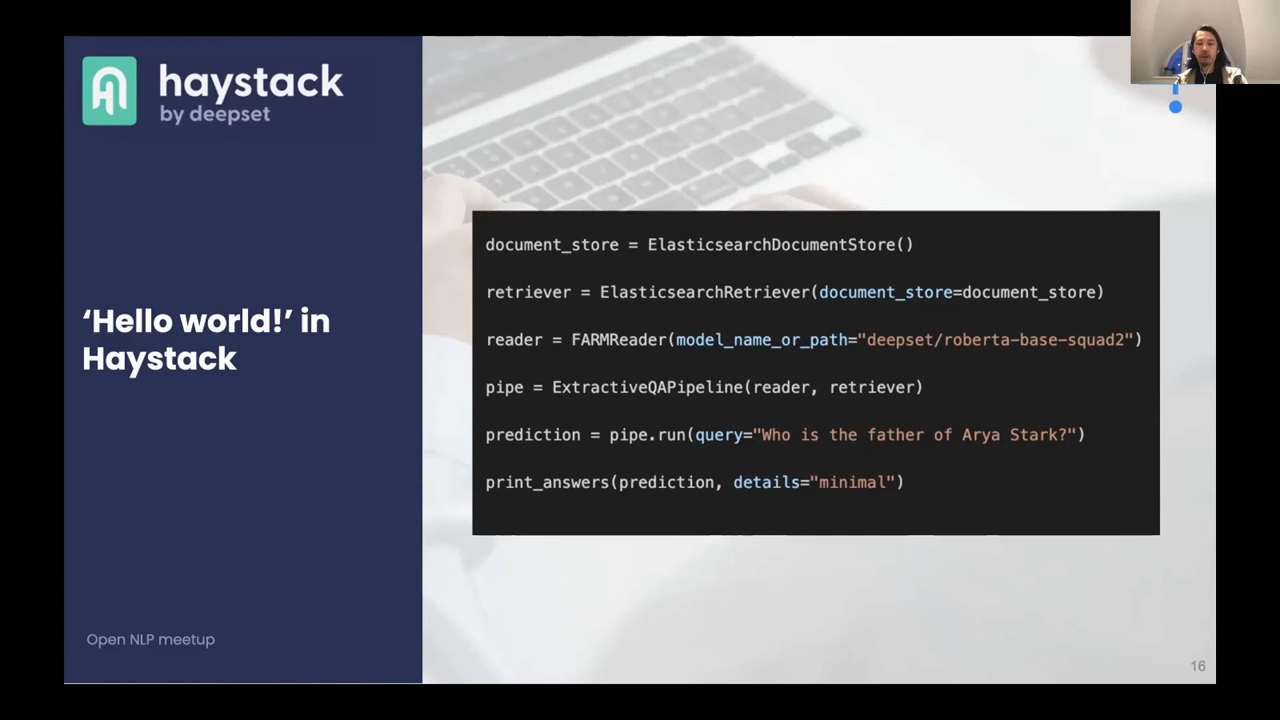 haystack
by deepset
‘Hello world!’ in
Haystack
document_store = ElasticsearchDocumentStore()
retriever = ElasticsearchRetriever(document_store=document_store)
reader = FARMReader(model_name_or_path="deepset/roberta-base-squad2")
pipe = ExtractiveQAPipeline(reader, retriever)
prediction = pipe.run(query="Who is the father of Arya Stark?")
print_answers(prediction, details="minimal")
Open NLP meetup
16